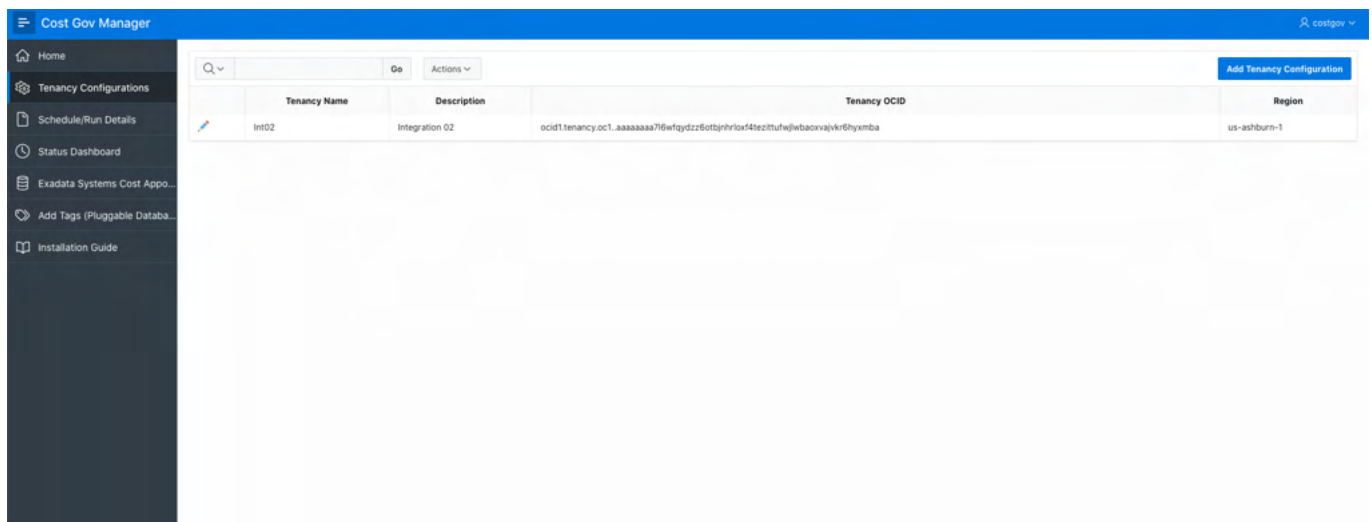 Cost Gov Manager
costgov
Home
Tenancy Configurations
Schedule/Run Details
Status Dashboard
Exadata Systems Cost Appo...
Add Tags (Pluggable Databa...
Installation Guide
Go Actions Add Tenancy Configuration
Tenancy Name Description Tenancy OCID Region
Int02 Integration 02 ocid1.tenancy.oc1..aaaaaaaa7l6wfqydzz6otbjnhrloxf4tezittufwjlwbaoxvajvkr6hyxmba us-ashburn-1